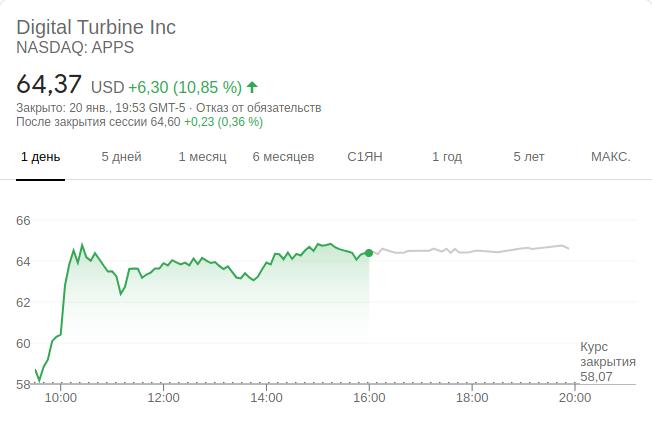 Digital Turbine Inc
NASDAQ: APPS
64,37 USD +6,30 (10,85 %)
Закрыто: 20 янв., 19:53 GMT-5 · Отказ от обязательств
После закрытия сессии 64,60 +0,23 (0,36 %)
1 день 5 дней 1 месяц 6 месяцев С1ЯН 1 год 5 лет МАКС.
66
64
62
60
58
Курс
закрытия
58,07
10:00 12:00 14:00 16:00 18:00 20:00